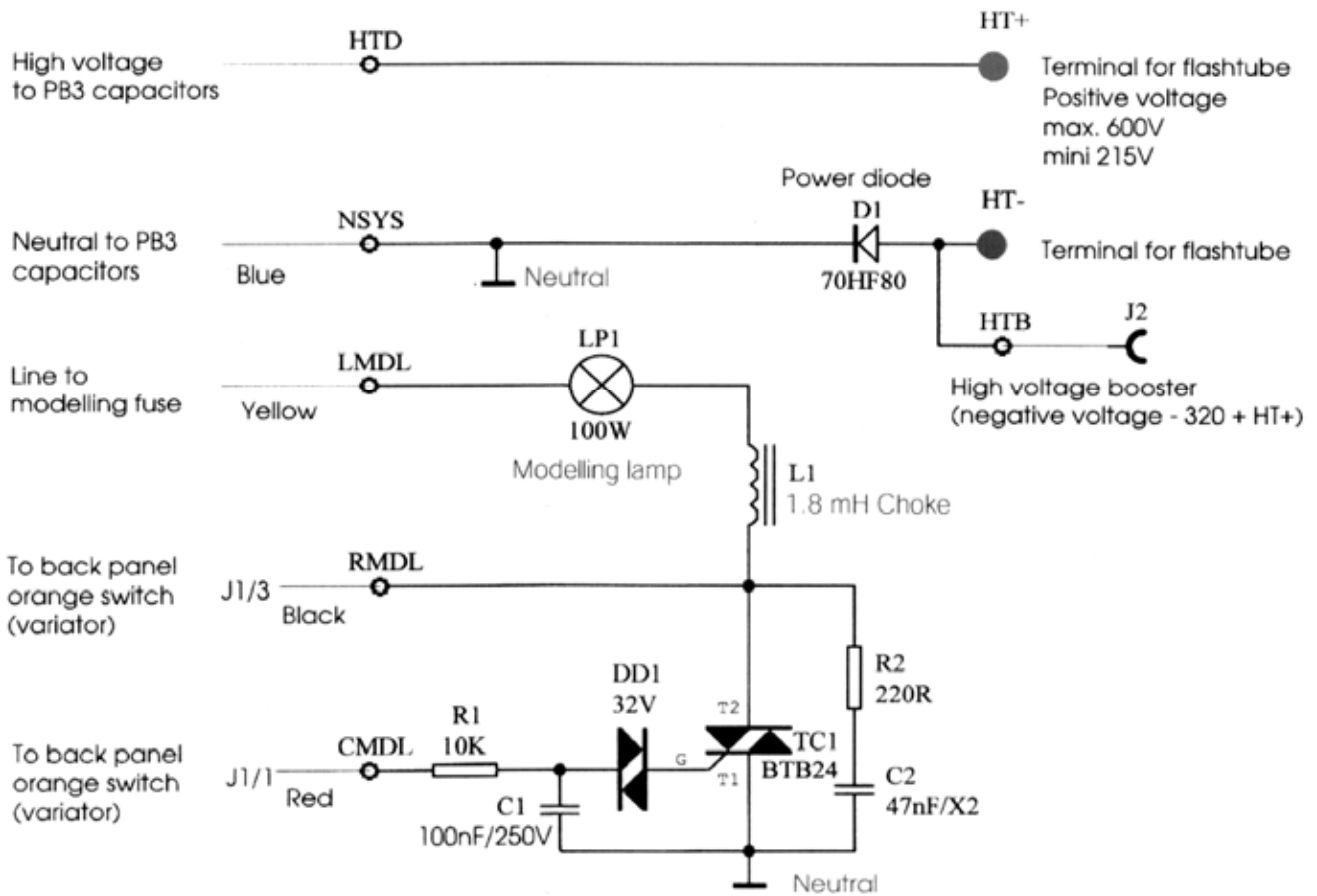 HT+
HTD
High voltage
to PB3 capacitors
Terminal for flashtube
Positive voltage
max. 600V
mini 215V
Power diode
HT-
NSYS
D1
Neutral to PB3
capacitors
Blue
Neutral
70HF80
Terminal for flashtube
HTB
J2
LP1
LMDL
Line to
modelling fuse
Yellow
100W
High voltage booster
(negative voltage - 320 + HT+)
Modelling lamp
L1
1.8 mH Choke
To back panel
orange switch
(variator)
J1/3
RMDL
Black
R2
220R
DD1
32V
T2
R1
10K
G
TC1
T1
BTB24
To back panel
orange switch
(variator)
J1/1
CMDL
Red
C1
100nF/250V
C2
47nF/X2
Neutral